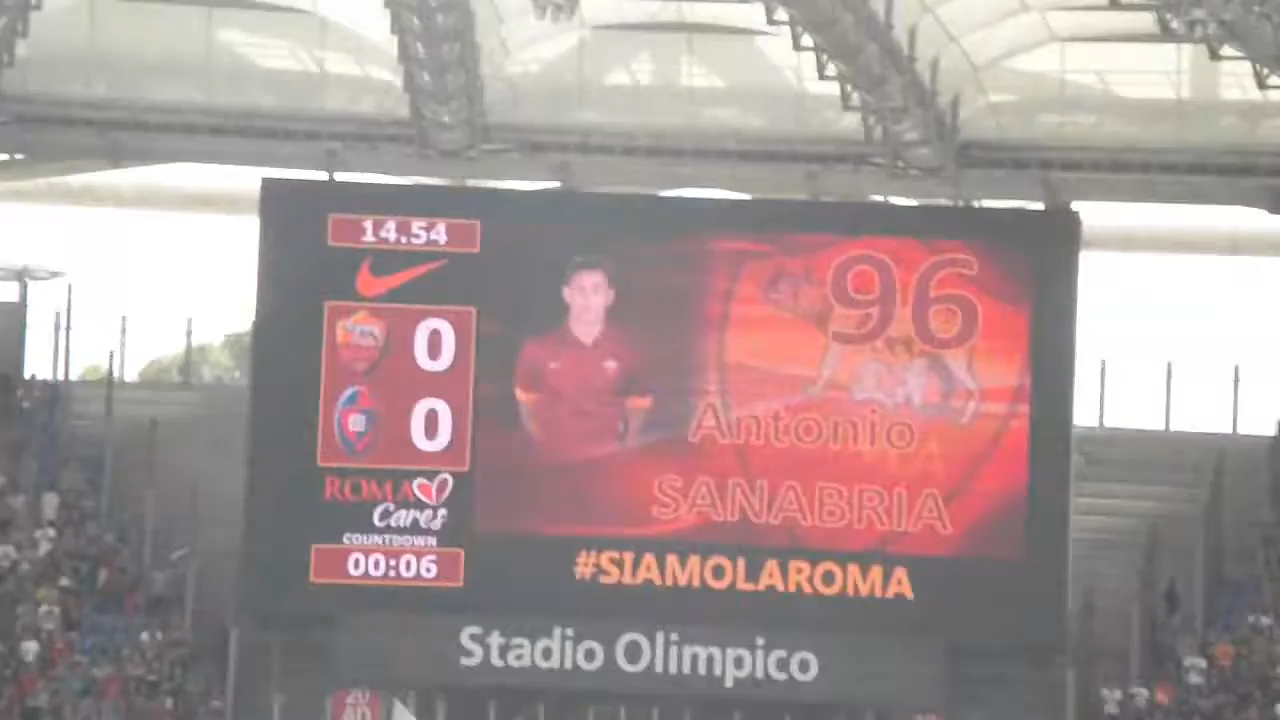 14.54
0
0
ROMA
Cares
COUNTDOWN
00:06
96
Antonio
SANABRIA
#SIAMOLAROMA
Stadio Olimpico